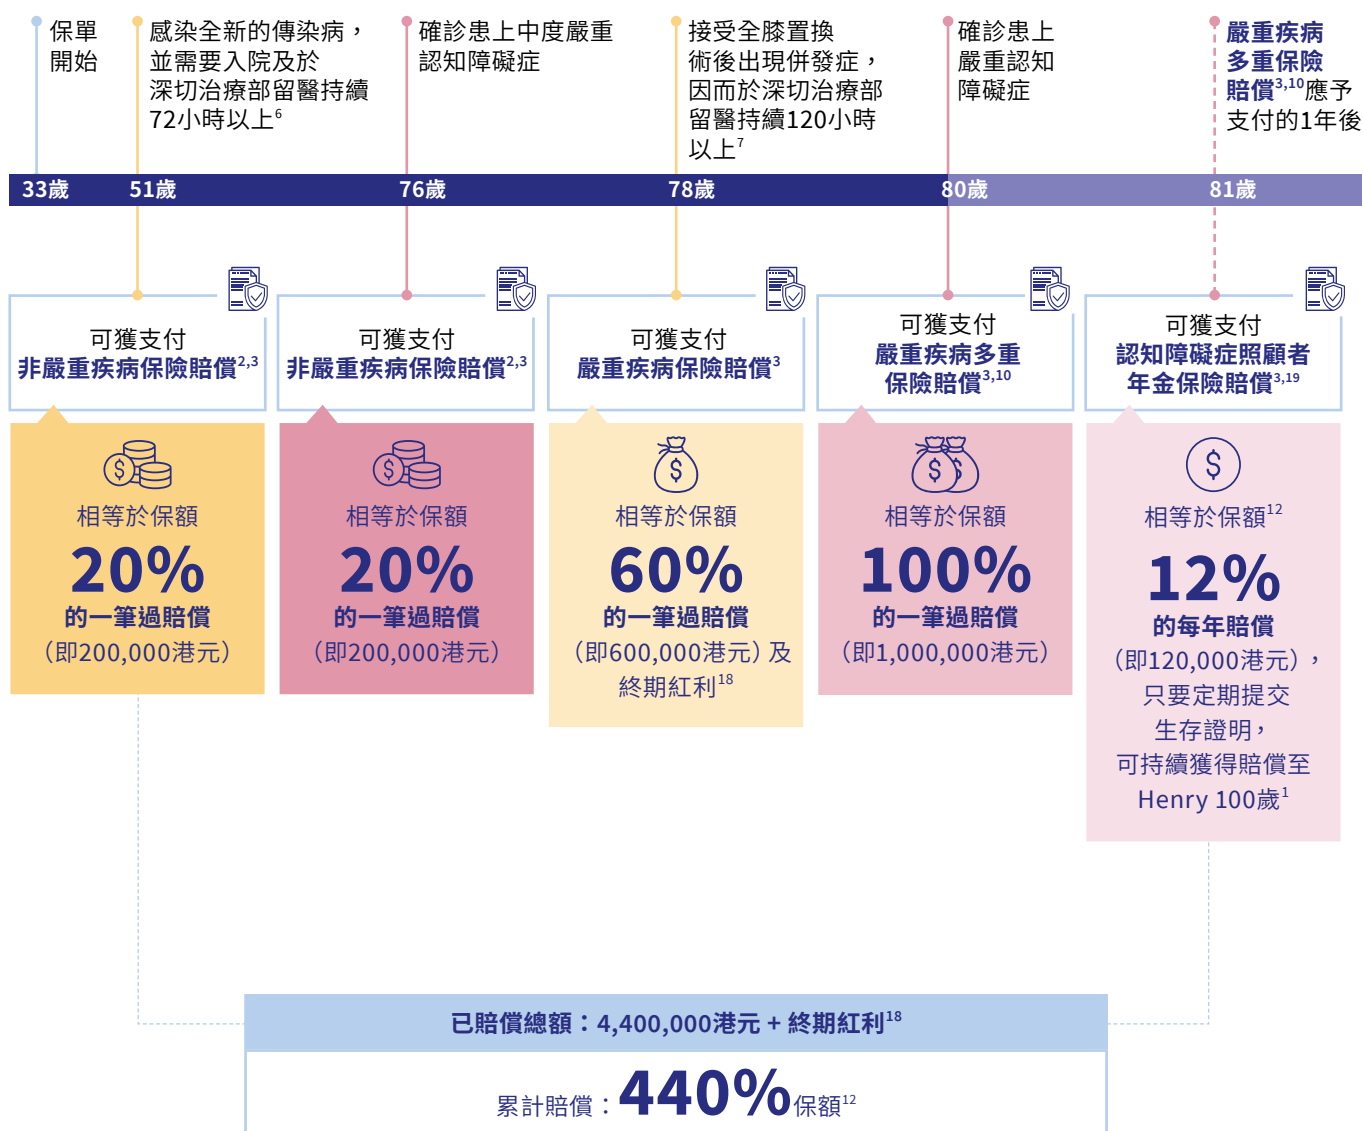 保單
開始
感染全新的傳染病，
並需要入院及於
深切治療部留醫持續
72小時以上6
確診患上中度嚴重
認知障礙症
接受全膝置換
術後出現併發症，
因而於深切治療部
留醫持續120小時
以上7
確診患上
嚴重認知
障礙症
嚴重疾病
多重保險
賠償3,10應予
支付的1年後
33歲
51歲
76歲
78歲
80歲
81歲
可獲支付
非嚴重疾病保險賠償2,3
可獲支付
非嚴重疾病保險賠償2,3
可獲支付
嚴重疾病保險賠償3
可獲支付
嚴重疾病多重
保險賠償3,10
可獲支付
認知障礙症照顧者
年金保險賠償3,19
$
相等於保額
20%
的一筆過賠償
（即200,000港元）
$
相等於保額
20%
的一筆過賠償
（即200,000港元）
$
相等於保額
60%
的一筆過賠償
（即600,000港元）及
終期紅利18
$ $
相等於保額
100%
的一筆過賠償
（即1,000,000港元）
$
相等於保額12
12%
的每年賠償
（即120,000港元），
只要定期提交
生存證明，
可持續獲得賠償至
Henry 100歲1
已賠償總額：4,400,000港元 + 終期紅利18
累計賠償：440%保額12